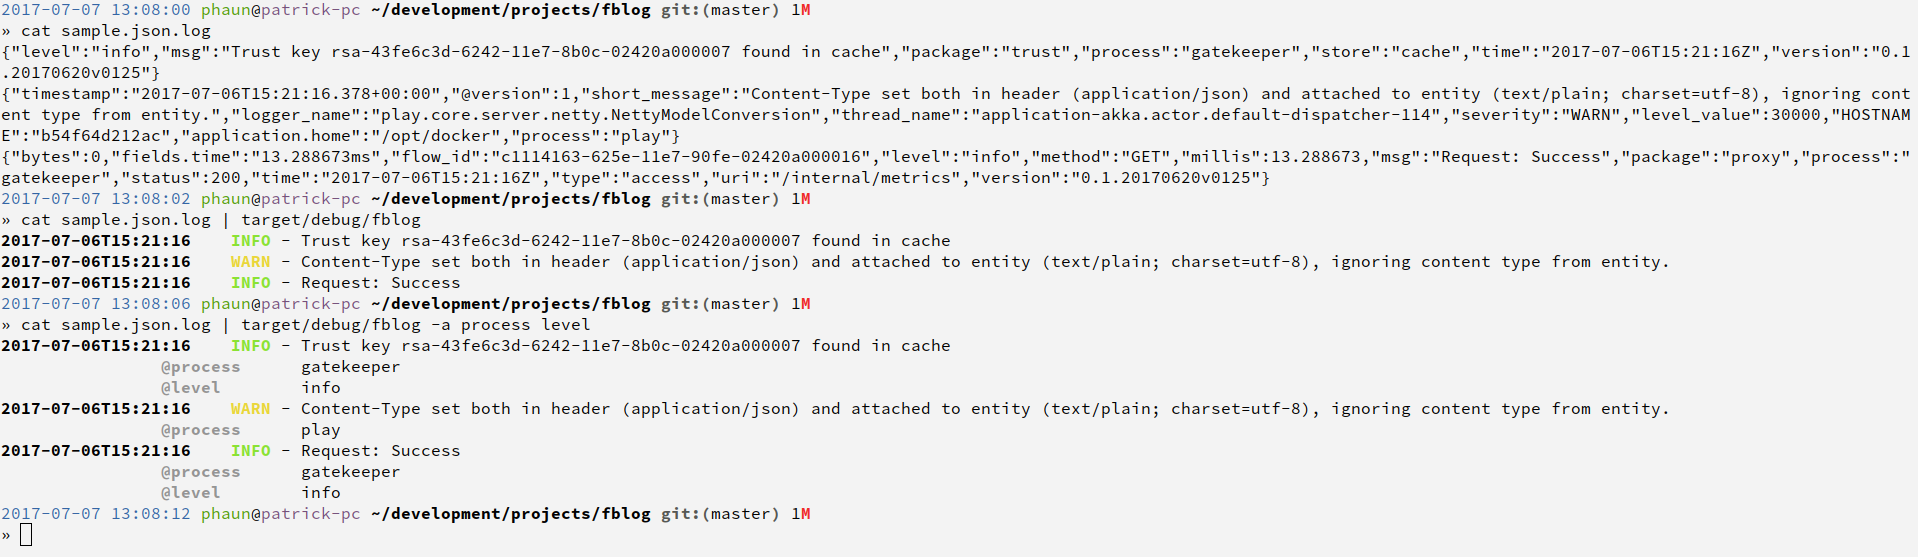 2017-07-07 13:08:00 phaun@patrick-pc ~/development/projects/fblog git:(master) 1M
» cat sample.json.log
{"level":"info","msg":"Trust key rsa-43fe6c3d-6242-11e7-8b0c-02420a000007 found in cache","package":"trust","process":"gatekeeper","store":"cache","time":"2017-07-06T15:21:16Z","version":"0.1
.20170620v0125"}
{"timestamp":"2017-07-06T15:21:16.378+00:00","@version":1,"short_message":"Content-Type set both in header (application/json) and attached to entity (text/plain; charset=utf-8), ignoring cont
ent type from entity.","logger_name":"play.core.server.netty.NettyModelConversion","thread_name":"application-akka.actor.default-dispatcher-114","severity":"WARN","level_value":30000,"HOSTNAM
E":"b54f64d212ac","application.home":"/opt/docker","process":"play"}
{"bytes":0,"fields.time":"13.288673ms","flow_id":"c1114163-625e-11e7-90fe-02420a000016","level":"info","method":"GET","millis":13.288673,"msg":"Request: Success","package":"proxy","process":"
gatekeeper","status":200,"time":"2017-07-06T15:21:16Z","type":"access","uri":"/internal/metrics","version":"0.1.20170620v0125"}
2017-07-07 13:08:02 phaun@patrick-pc ~/development/projects/fblog git:(master) 1M
» cat sample.json.log | target/debug/fblog
2017-07-06T15:21:16    INFO - Trust key rsa-43fe6c3d-6242-11e7-8b0c-02420a000007 found in cache
2017-07-06T15:21:16    WARN - Content-Type set both in header (application/json) and attached to entity (text/plain; charset=utf-8), ignoring content type from entity.
2017-07-06T15:21:16    INFO - Request: Success
2017-07-07 13:08:06 phaun@patrick-pc ~/development/projects/fblog git:(master) 1M
» cat sample.json.log | target/debug/fblog -a process level
2017-07-06T15:21:16    INFO - Trust key rsa-43fe6c3d-6242-11e7-8b0c-02420a000007 found in cache
                @process      gatekeeper
                @level        info
2017-07-06T15:21:16    WARN - Content-Type set both in header (application/json) and attached to entity (text/plain; charset=utf-8), ignoring content type from entity.
                @process      play
2017-07-06T15:21:16    INFO - Request: Success
                @process      gatekeeper
                @level        info
2017-07-07 13:08:12 phaun@patrick-pc ~/development/projects/fblog git:(master) 1M
»